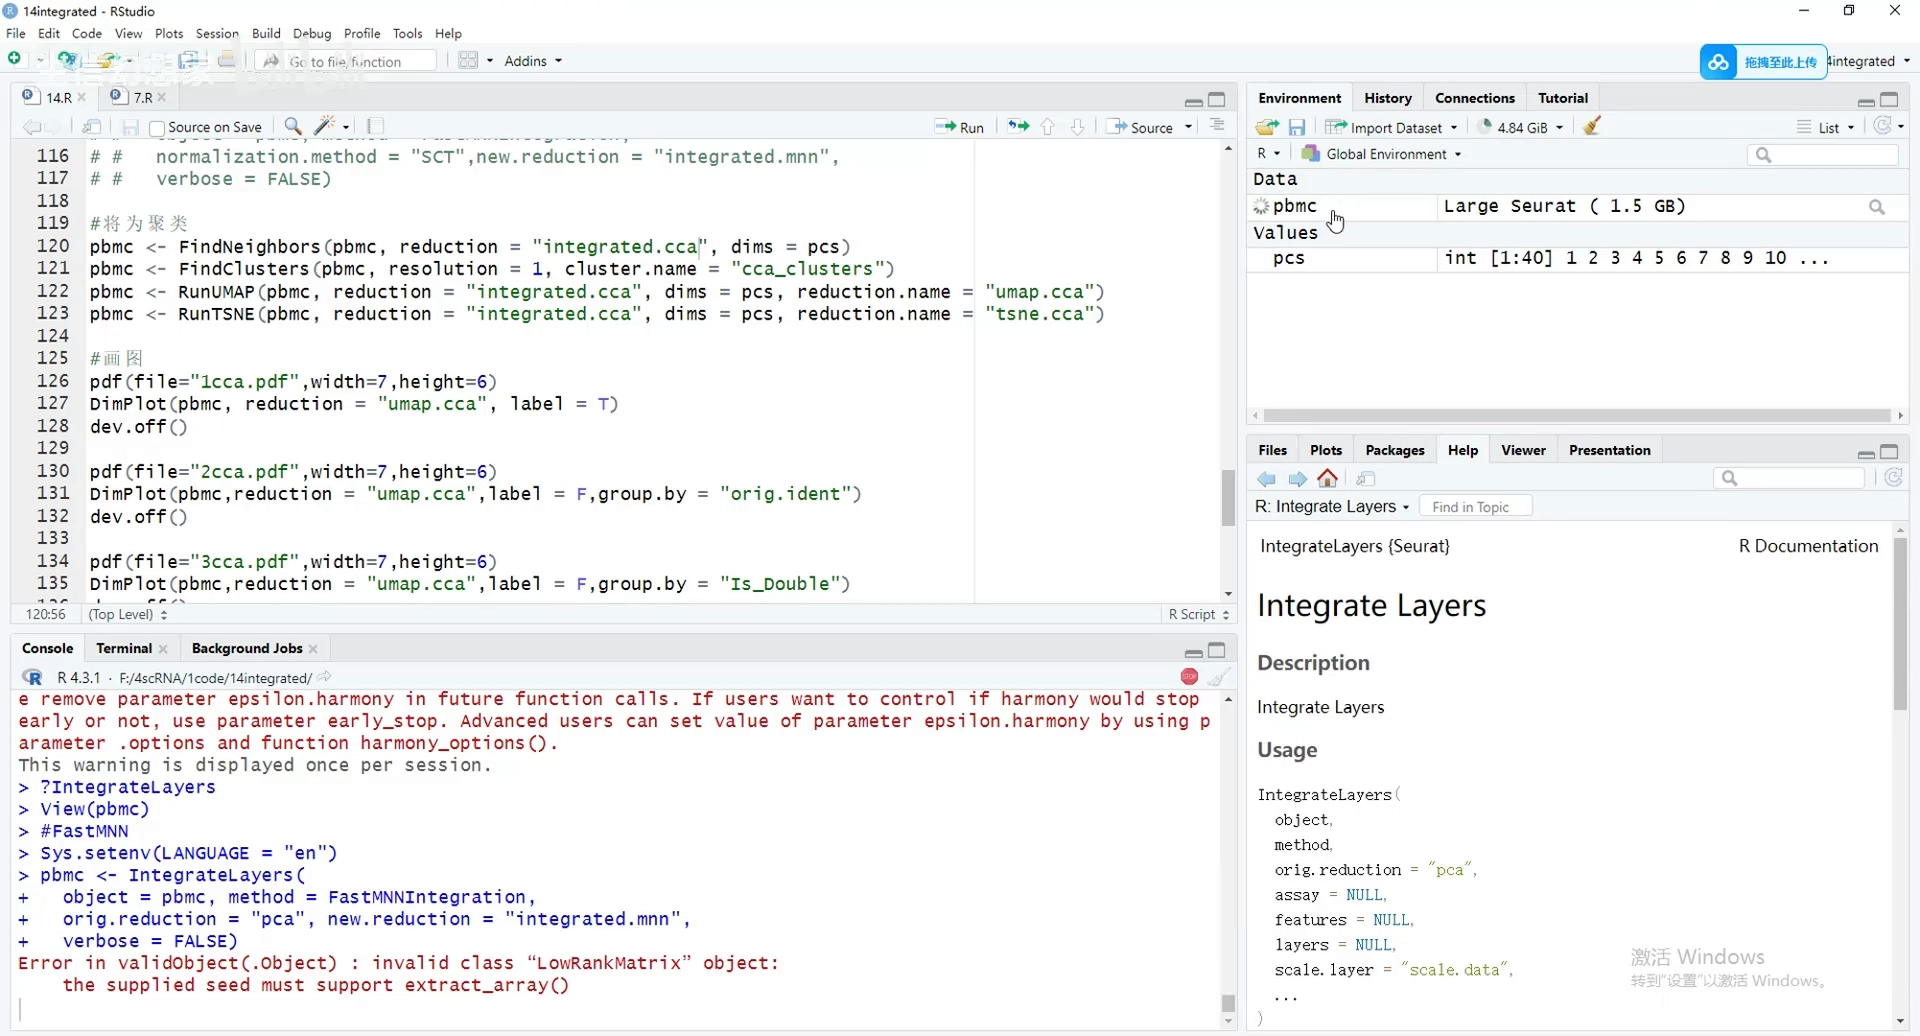 14integrated - RStudio
File Edit Code View Plots Session Build Debug Profile Tools Help
Go to file/function Addins
拖拽至此上传 4integrated
14.R 7.R
Source on Save Run Source
116 # # normalization.method = "SCT",new.reduction = "integrated.mnn",
117 # # verbose = FALSE)
118
119 #将为聚类
120 pbmc <- FindNeighbors(pbmc, reduction = "integrated.cca", dims = pcs)
121 pbmc <- FindClusters(pbmc, resolution = 1, cluster.name = "cca_clusters")
122 pbmc <- RunUMAP(pbmc, reduction = "integrated.cca", dims = pcs, reduction.name = "umap.cca")
123 pbmc <- RunTSNE(pbmc, reduction = "integrated.cca", dims = pcs, reduction.name = "tsne.cca")
124
125 #画图
126 pdf(file="1cca.pdf",width=7,height=6)
127 DimPlot(pbmc, reduction = "umap.cca", label = T)
128 dev.off()
129
130 pdf(file="2cca.pdf",width=7,height=6)
131 DimPlot(pbmc,reduction = "umap.cca",label = F,group.by = "orig.ident")
132 dev.off()
133
134 pdf(file="3cca.pdf",width=7,height=6)
135 DimPlot(pbmc,reduction = "umap.cca",label = F,group.by = "Is_Double")
120:56 (Top Level) R Script
Console Terminal Background Jobs
R 4.3.1 · F:/4scRNA/1code/14integrated/
e remove parameter epsilon.harmony in future function calls. If users want to control if harmony would stop
early or not, use parameter early_stop. Advanced users can set value of parameter epsilon.harmony by using p
arameter .options and function harmony_options().
This warning is displayed once per session.
> ?IntegrateLayers
> View(pbmc)
> #FastMNN
> Sys.setenv(LANGUAGE = "en")
> pbmc <- IntegrateLayers(
+ object = pbmc, method = FastMNNIntegration,
+ orig.reduction = "pca", new.reduction = "integrated.mnn",
+ verbose = FALSE)
Error in validObject(.Object) : invalid class “LowRankMatrix” object:
the supplied seed must support extract_array()
Environment History Connections Tutorial
Import Dataset 4.84 GiB List
R Global Environment
Data
pbmc Large Seurat ( 1.5 GB)
Values
pcs int [1:40] 1 2 3 4 5 6 7 8 9 10 ...
Files Plots Packages Help Viewer Presentation
R: Integrate Layers Find in Topic
IntegrateLayers {Seurat} R Documentation
Integrate Layers
Description
Integrate Layers
Usage
IntegrateLayers(
object,
method,
orig.reduction = "pca",
assay = NULL,
features = NULL,
layers = NULL,
scale.layer = "scale.data",
...
)
激活 Windows
转到“设置”以激活 Windows。